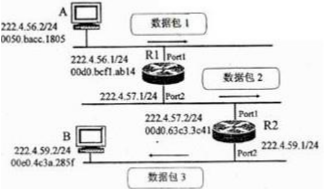 A
数据包 1
222.4.56.2/24
0050.bacc.1805
222.4.56.1/24
00d0.bcf1.ab14
R1
Port1
Port2
数据包 2
222.4.57.1/24
222.4.57.2/24
00d0.63c3.3c41
Port1
R2
Port2
222.4.59.1/24
B
222.4.59.2/24
00e0.4c3a.285f
数据包 3